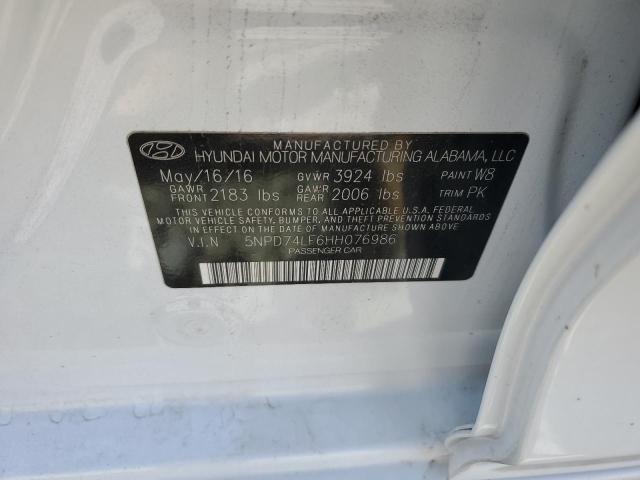 MANUFACTURED BY
HYUNDAI MOTOR MANUFACTURING ALABAMA, LLC
May/16/16 GVWR 3924 lbs PAINT W8
GAWR FRONT 2183 lbs GAWR REAR 2006 lbs TRIM PK
THIS VEHICLE CONFORMS TO ALL APPLICABLE U.S.A. FEDERAL
MOTOR VEHICLE SAFETY, BUMPER, AND THEFT PREVENTION
STANDARDS IN EFFECT ON THE DATE OF MANUFACTURE SHOWN ABOVE.
V.I.N 5NPD74LF6HH076986
PASSENGER CAR